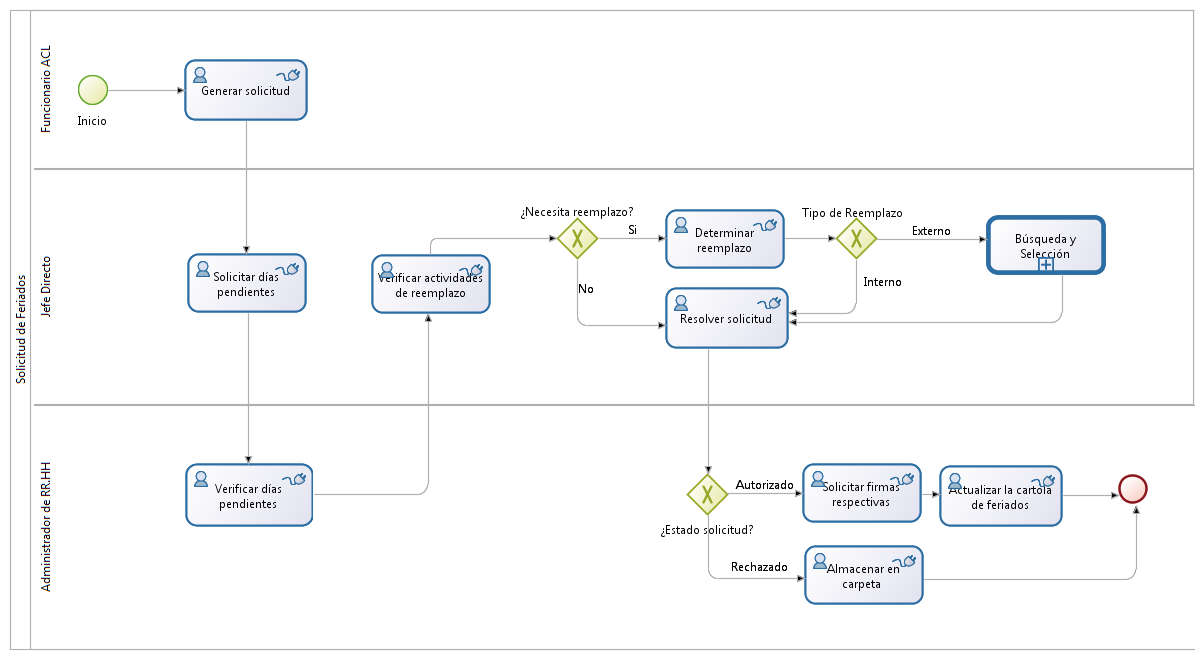 Solicitud de Feriados
Funcionario ACL
Inicio
Generar solicitud
Jefe Directo
Solicitar días
pendientes
Verificar actividades
de reemplazo
¿Necesita reemplazo?
Si
No
Determinar
reemplazo
Tipo de Reemplazo
Externo
Interno
Búsqueda y
Selección
Resolver solicitud
Administrador de RR.HH
Verificar días
pendientes
¿Estado solicitud?
Autorizado
Rechazado
Solicitar firmas
respectivas
Actualizar la cartola
de feriados
Almacenar en
carpeta